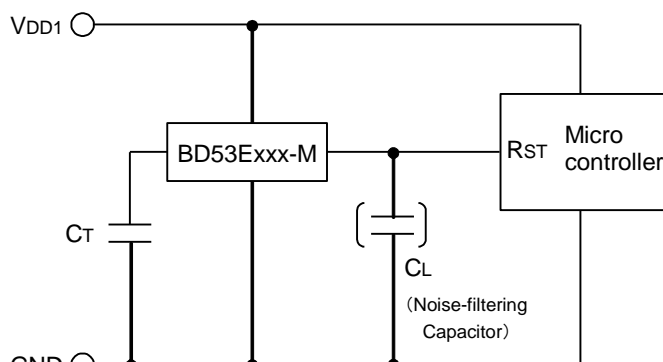 VDD1
BD53Exxx-M
RST
Micro
controller
CT
CL
（Noise-filtering
Capacitor）
GND